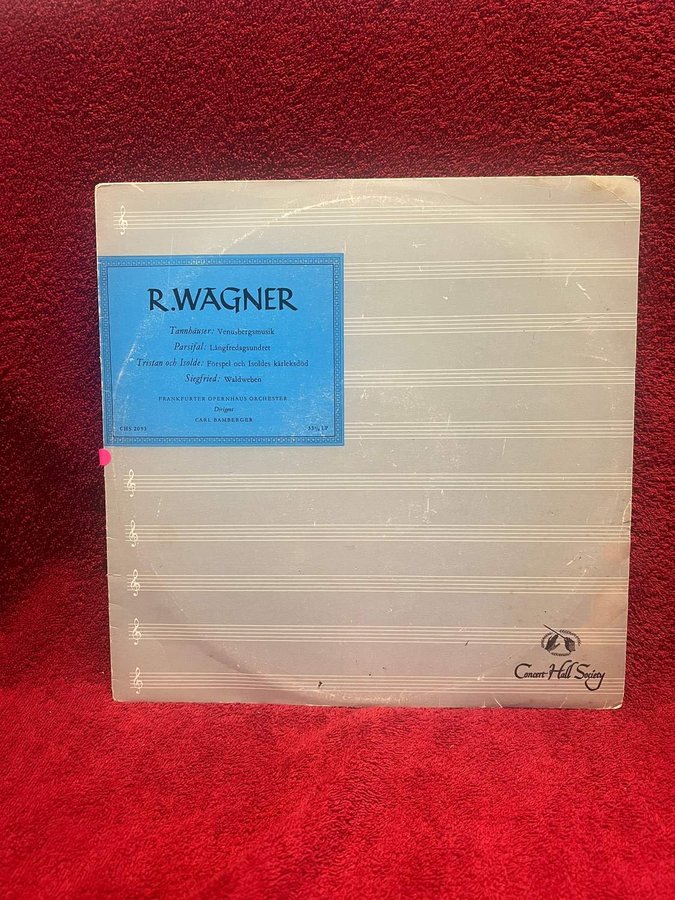 R.WAGNER
Tannhäuser: Venusbergsmusik
Parsifal: Långfredagsundret
Tristan och Isolde: Förspel och Isoldes kärleksdöd
Siegfried: Waldweben
FRANKFURTER OPERNHAUS ORCHESTER
Dirigent
CARL BAMBERGER
CHS 2093 33⅓ LP
Concert Hall Society